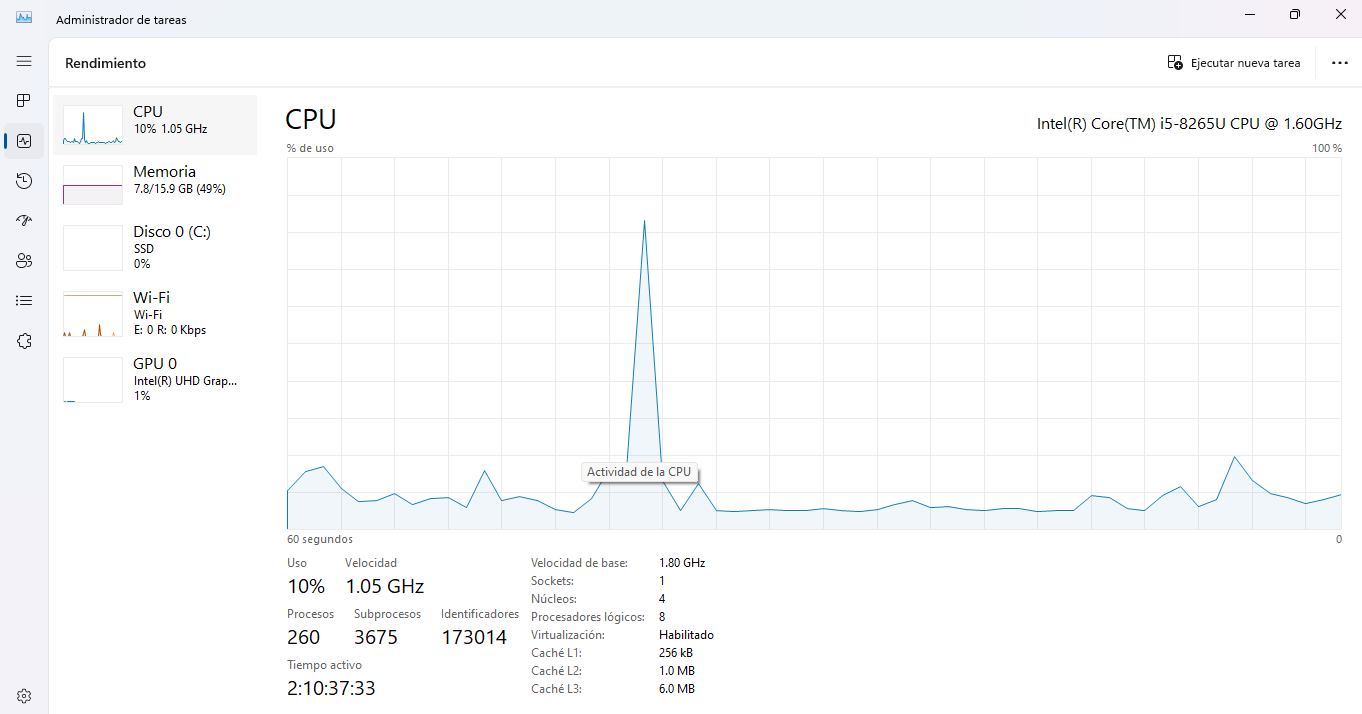 Administrador de tareas
Rendimiento
Ejecutar nueva tarea
CPU
10% 1.05 GHz
Memoria
7.8/15.9 GB (49%)
Disco 0 (C:)
SSD
0%
Wi-Fi
Wi-Fi
E: 0 R: 0 Kbps
GPU 0
Intel(R) UHD Grap...
1%
CPU
Intel(R) Core(TM) i5-8265U CPU @ 1.60GHz
% de uso
100 %
Actividad de la CPU
60 segundos
0
Uso
Velocidad
10%
1.05 GHz
Procesos
Subprocesos
Identificadores
260
3675
173014
Tiempo activo
2:10:37:33
Velocidad de base: 1.80 GHz
Sockets: 1
Núcleos: 4
Procesadores lógicos: 8
Virtualización: Habilitado
Caché L1: 256 kB
Caché L2: 1.0 MB
Caché L3: 6.0 MB